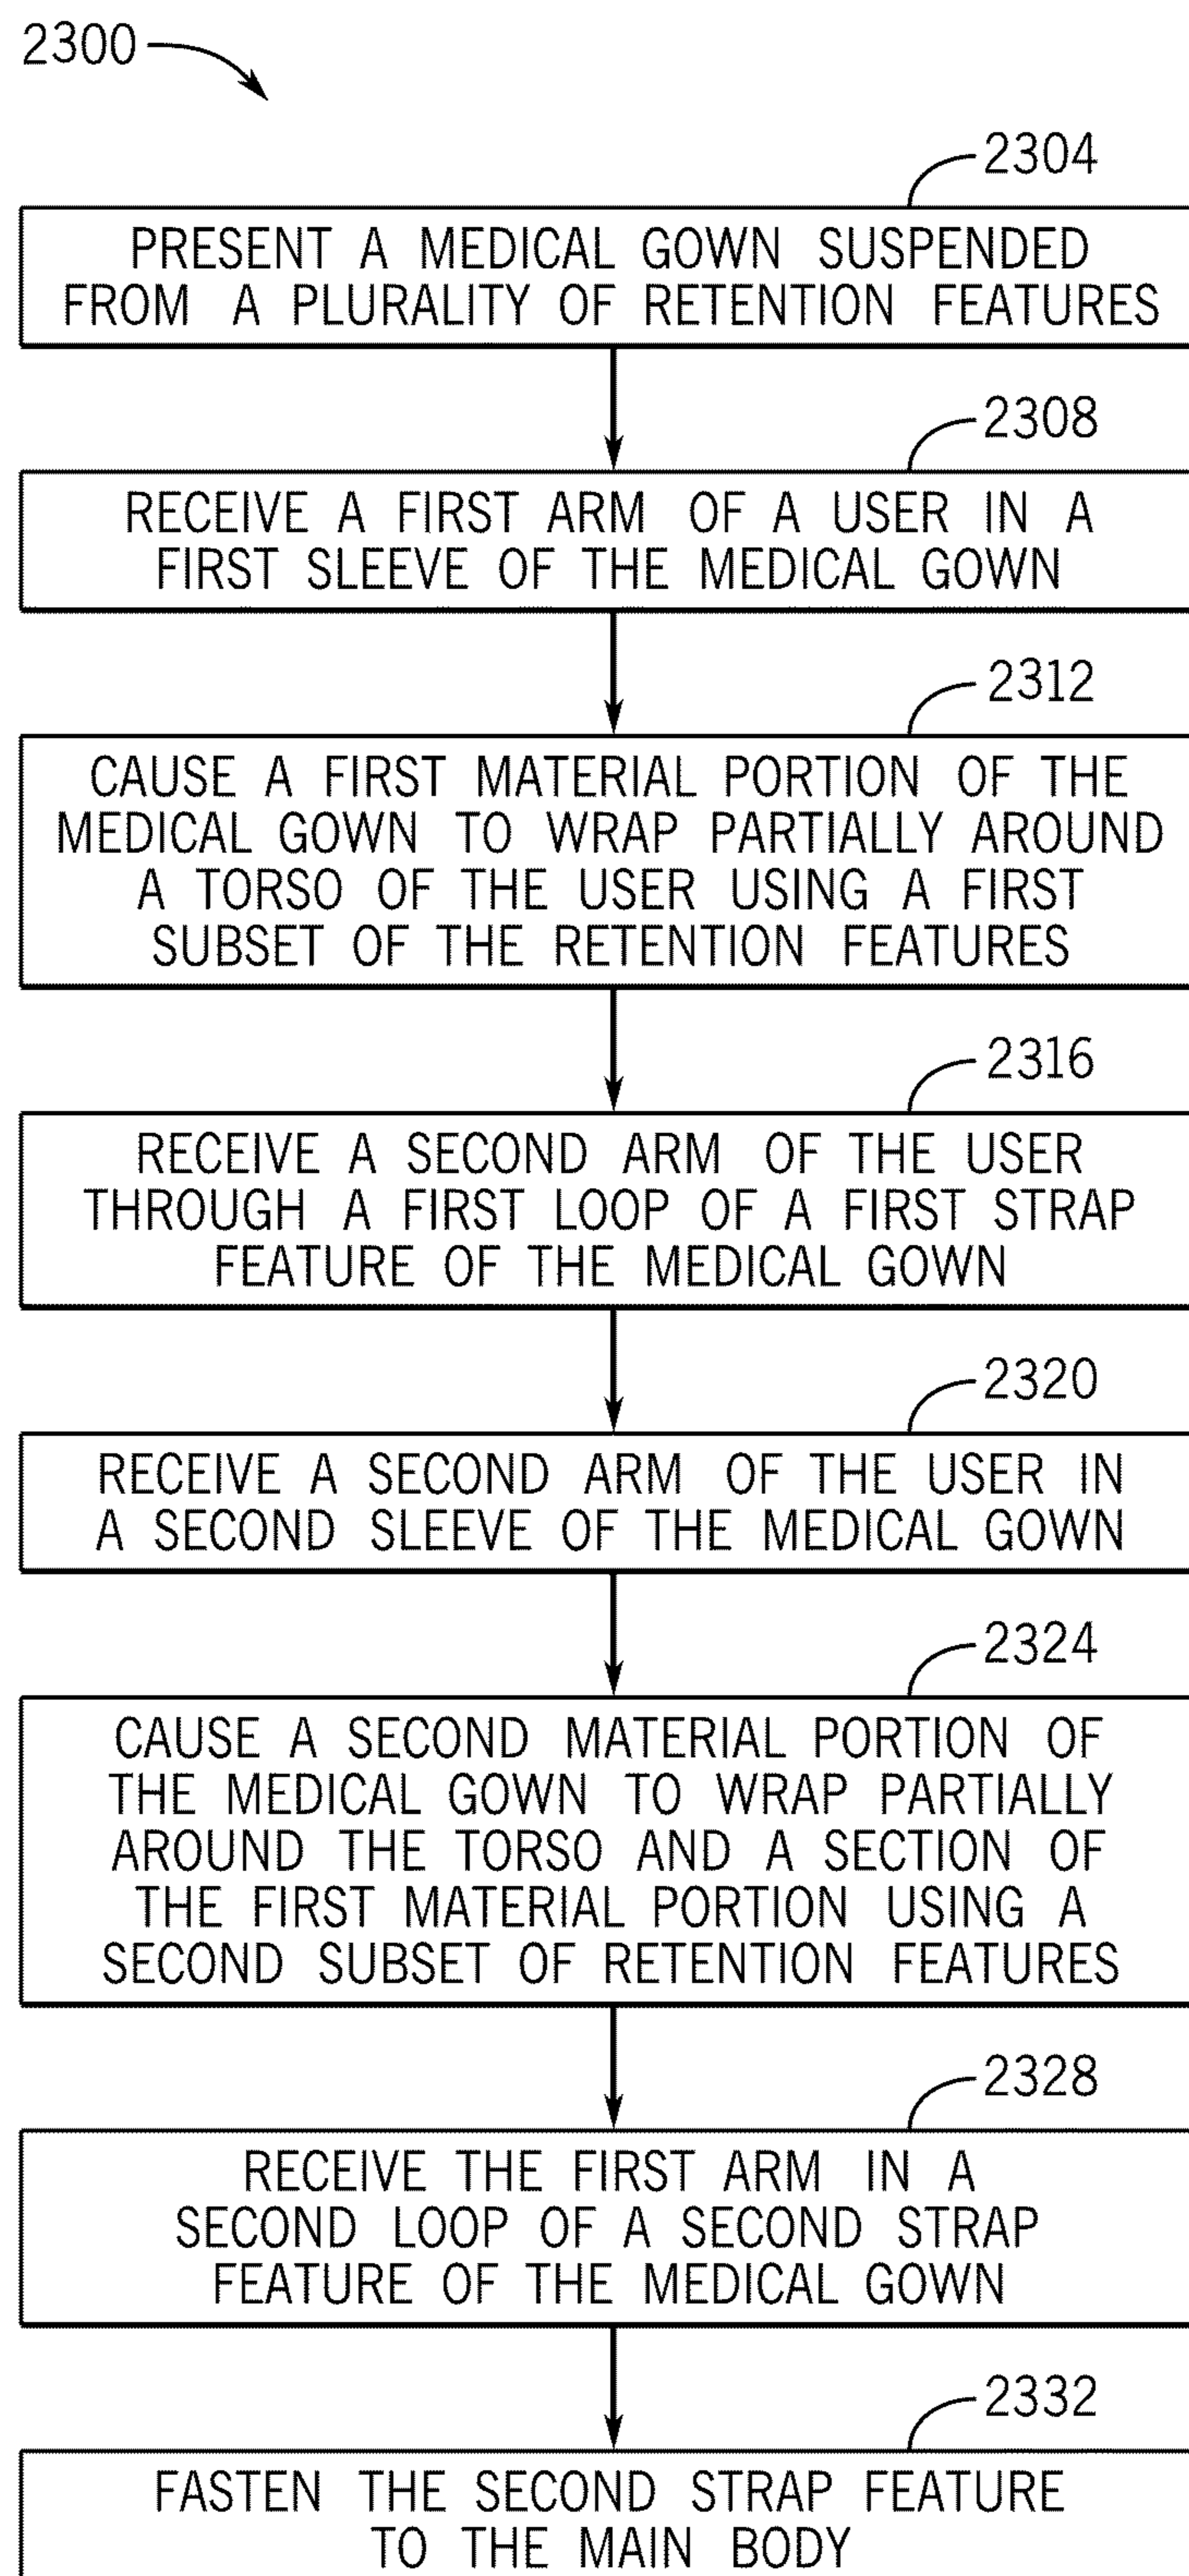 2300
2304
PRESENT A MEDICAL GOWN SUSPENDED
FROM A PLURALITY OF RETENTION FEATURES
2308
RECEIVE A FIRST ARM OF A USER IN A
FIRST SLEEVE OF THE MEDICAL GOWN
2312
CAUSE A FIRST MATERIAL PORTION OF THE
MEDICAL GOWN TO WRAP PARTIALLY AROUND
A TORSO OF THE USER USING A FIRST
SUBSET OF THE RETENTION FEATURES
2316
RECEIVE A SECOND ARM OF THE USER
THROUGH A FIRST LOOP OF A FIRST STRAP
FEATURE OF THE MEDICAL GOWN
2320
RECEIVE A SECOND ARM OF THE USER IN
A SECOND SLEEVE OF THE MEDICAL GOWN
2324
CAUSE A SECOND MATERIAL PORTION OF
THE MEDICAL GOWN TO WRAP PARTIALLY
AROUND THE TORSO AND A SECTION OF
THE FIRST MATERIAL PORTION USING A
SECOND SUBSET OF RETENTION FEATURES
2328
RECEIVE THE FIRST ARM IN A
SECOND LOOP OF A SECOND STRAP
FEATURE OF THE MEDICAL GOWN
2332
FASTEN THE SECOND STRAP FEATURE
TO THE MAIN BODY